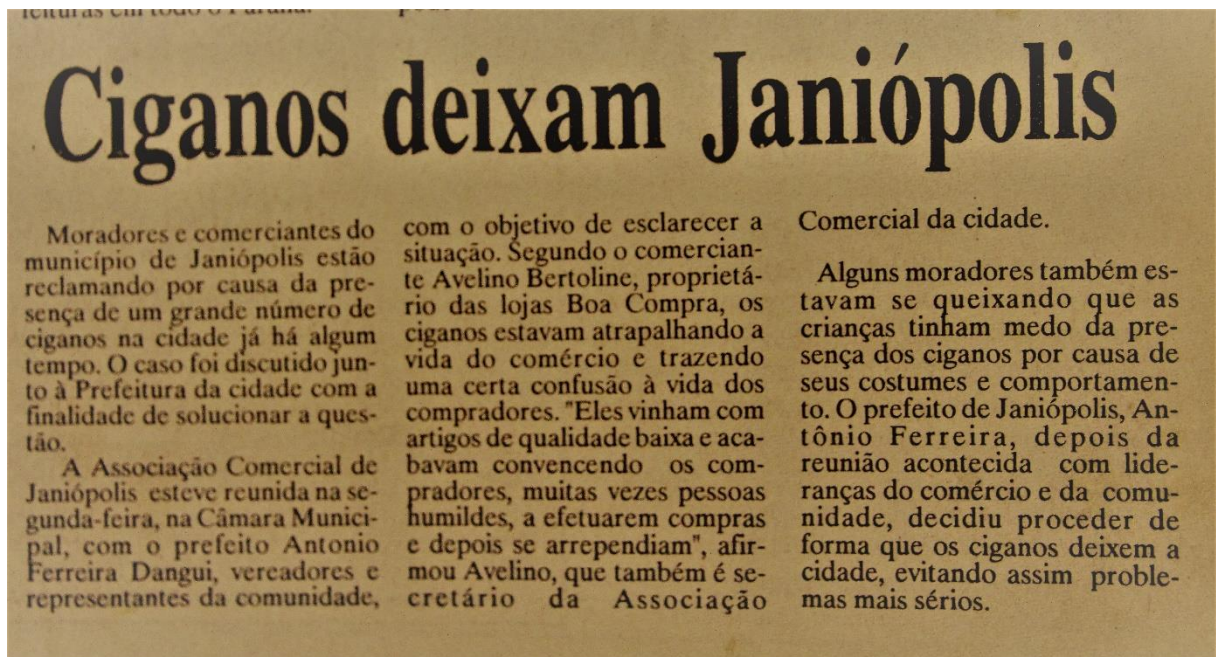 feituras em todo o Paraná.
Ciganos deixam Janiópolis
Moradores e comerciantes do
município de Janiópolis estão
reclamando por causa da pre-
sença de um grande número de
ciganos na cidade já há algum
tempo. O caso foi discutido jun-
to à Prefeitura da cidade com a
finalidade de solucionar a ques-
tão.
A Associação Comercial de
Janiópolis esteve reunida na se-
gunda-feira, na Câmara Munici-
pal, com o prefeito Antonio
Ferreira Dangui, vereadores e
representantes da comunidade,
com o objetivo de esclarecer a
situação. Segundo o comercian-
te Avelino Bertoline, proprietá-
rio das lojas Boa Compra, os
ciganos estavam atrapalhando a
vida do comércio e trazendo
uma certa confusão à vida dos
compradores. "Eles vinham com
artigos de qualidade baixa e aca-
bavam convencendo os com-
pradores, muitas vezes pessoas
humildes, a efetuarem compras
e depois se arrependiam", afir-
mou Avelino, que também é se-
cretário da Associação
Comercial da cidade.
Alguns moradores também es-
tavam se queixando que as
crianças tinham medo da pre-
sença dos ciganos por causa de
seus costumes e comportamen-
to. O prefeito de Janiópolis, An-
tônio Ferreira, depois da
reunião acontecida com lide-
ranças do comércio e da comu-
nidade, decidiu proceder de
forma que os ciganos deixem a
cidade, evitando assim proble-
mas mais sérios.